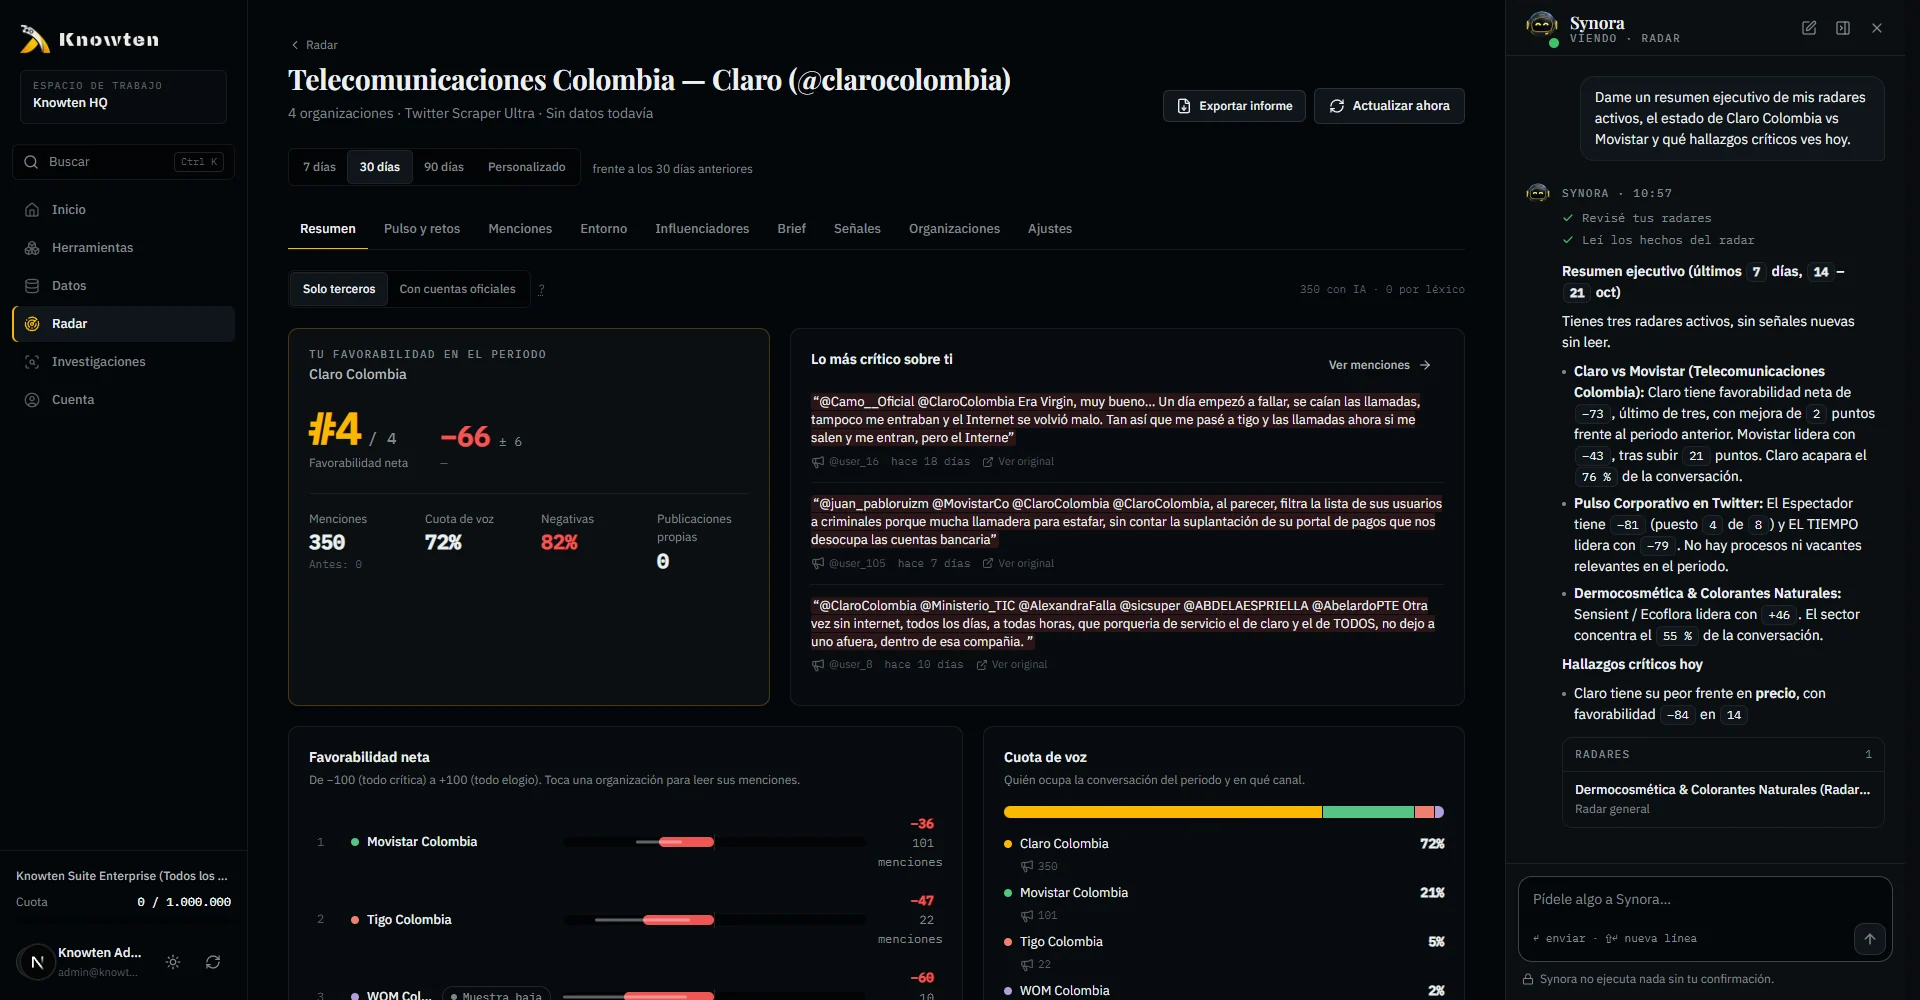 Knowten
ESPACIO DE TRABAJO
Knowten HQ
Buscar
Ctrl K
Inicio
Herramientas
Datos
Radar
Investigaciones
Cuenta
Knowten Suite Enterprise (Todos los ...
Cuota
0 / 1.000.000
N
Knowten Ad...
admin@knowt...
Radar
Telecomunicaciones Colombia — Claro (@clarocolombia)
4 organizaciones · Twitter Scraper Ultra · Sin datos todavía
Exportar informe
Actualizar ahora
7 días
30 días
90 días
Personalizado
frente a los 30 días anteriores
Resumen
Pulso y retos
Menciones
Entorno
Influenciadores
Brief
Señales
Organizaciones
Ajustes
Solo terceros
Con cuentas oficiales
?
350 con IA · 0 por léxico
TU FAVORABILIDAD EN EL PERIODO
Claro Colombia
#4 / 4
−66 ± 6
Favorabilidad neta
—
Menciones
350
Antes: 0
Cuota de voz
72%
Negativas
82%
Publicaciones
propias
0
Lo más crítico sobre ti
Ver menciones
“@Camo__Oficial @ClaroColombia Era Virgin, muy bueno... Un día empezó a fallar, se caían las llamadas,
tampoco me entraban y el Internet se volvió malo. Tan así que me pasé a tigo y las llamadas ahora si me
salen y me entran, pero el Interne”
@user_16 hace 18 días Ver original
“@juan_pabloruizm @MovistarCo @ClaroColombia @ClaroColombia, al parecer, filtra la lista de sus usuarios
a criminales porque mucha llamadera para estafar, sin contar la suplantación de su portal de pagos que nos
desocupa las cuentas bancaria”
@user_105 hace 7 días Ver original
“@ClaroColombia @Ministerio_TIC @AlexandraFalla @sicsuper @ABDELAESPRIELLA @AbelardoPTE Otra
vez sin internet, todos los días, a todas horas, que porqueria de servicio el de claro y el de TODOS, no dejo a
uno afuera, dentro de esa compañia. ”
@user_8 hace 10 días Ver original
Favorabilidad neta
De −100 (todo crítica) a +100 (todo elogio). Toca una organización para leer sus menciones.
1 Movistar Colombia
−36
101
menciones
2 Tigo Colombia
−47
22
menciones
3 WOM Col... Muestra baja
−60
10
Cuota de voz
Quién ocupa la conversación del periodo y en qué canal.
Claro Colombia 72%
350
Movistar Colombia 21%
101
Tigo Colombia 5%
22
WOM Colombia 2%
Synora
VIENDO · RADAR
Dame un resumen ejecutivo de mis radares
activos, el estado de Claro Colombia vs
Movistar y qué hallazgos críticos ves hoy.
SYNORA · 10:57
Revisé tus radares
Leí los hechos del radar
Resumen ejecutivo (últimos 7 días, 14 –
21 oct)
Tienes tres radares activos, sin señales nuevas
sin leer.
• Claro vs Movistar (Telecomunicaciones
Colombia): Claro tiene favorabilidad neta de
−73 , último de tres, con mejora de 2 puntos
frente al periodo anterior. Movistar lidera con
−43 , tras subir 21 puntos. Claro acapara el
76 % de la conversación.
• Pulso Corporativo en Twitter: El Espectador
tiene −81 (puesto 4 de 8 ) y EL TIEMPO
lidera con −79 . No hay procesos ni vacantes
relevantes en el periodo.
• Dermocosmética & Colorantes Naturales:
Sensient / Ecoflora lidera con +46 . El sector
concentra el 55 % de la conversación.
Hallazgos críticos hoy
• Claro tiene su peor frente en precio, con
favorabilidad −84 en 14
RADARES 1
Dermocosmética & Colorantes Naturales (Radar...
Radar general
Pídele algo a Synora...
↵ enviar · ⇧↵ nueva línea
Synora no ejecuta nada sin tu confirmación.